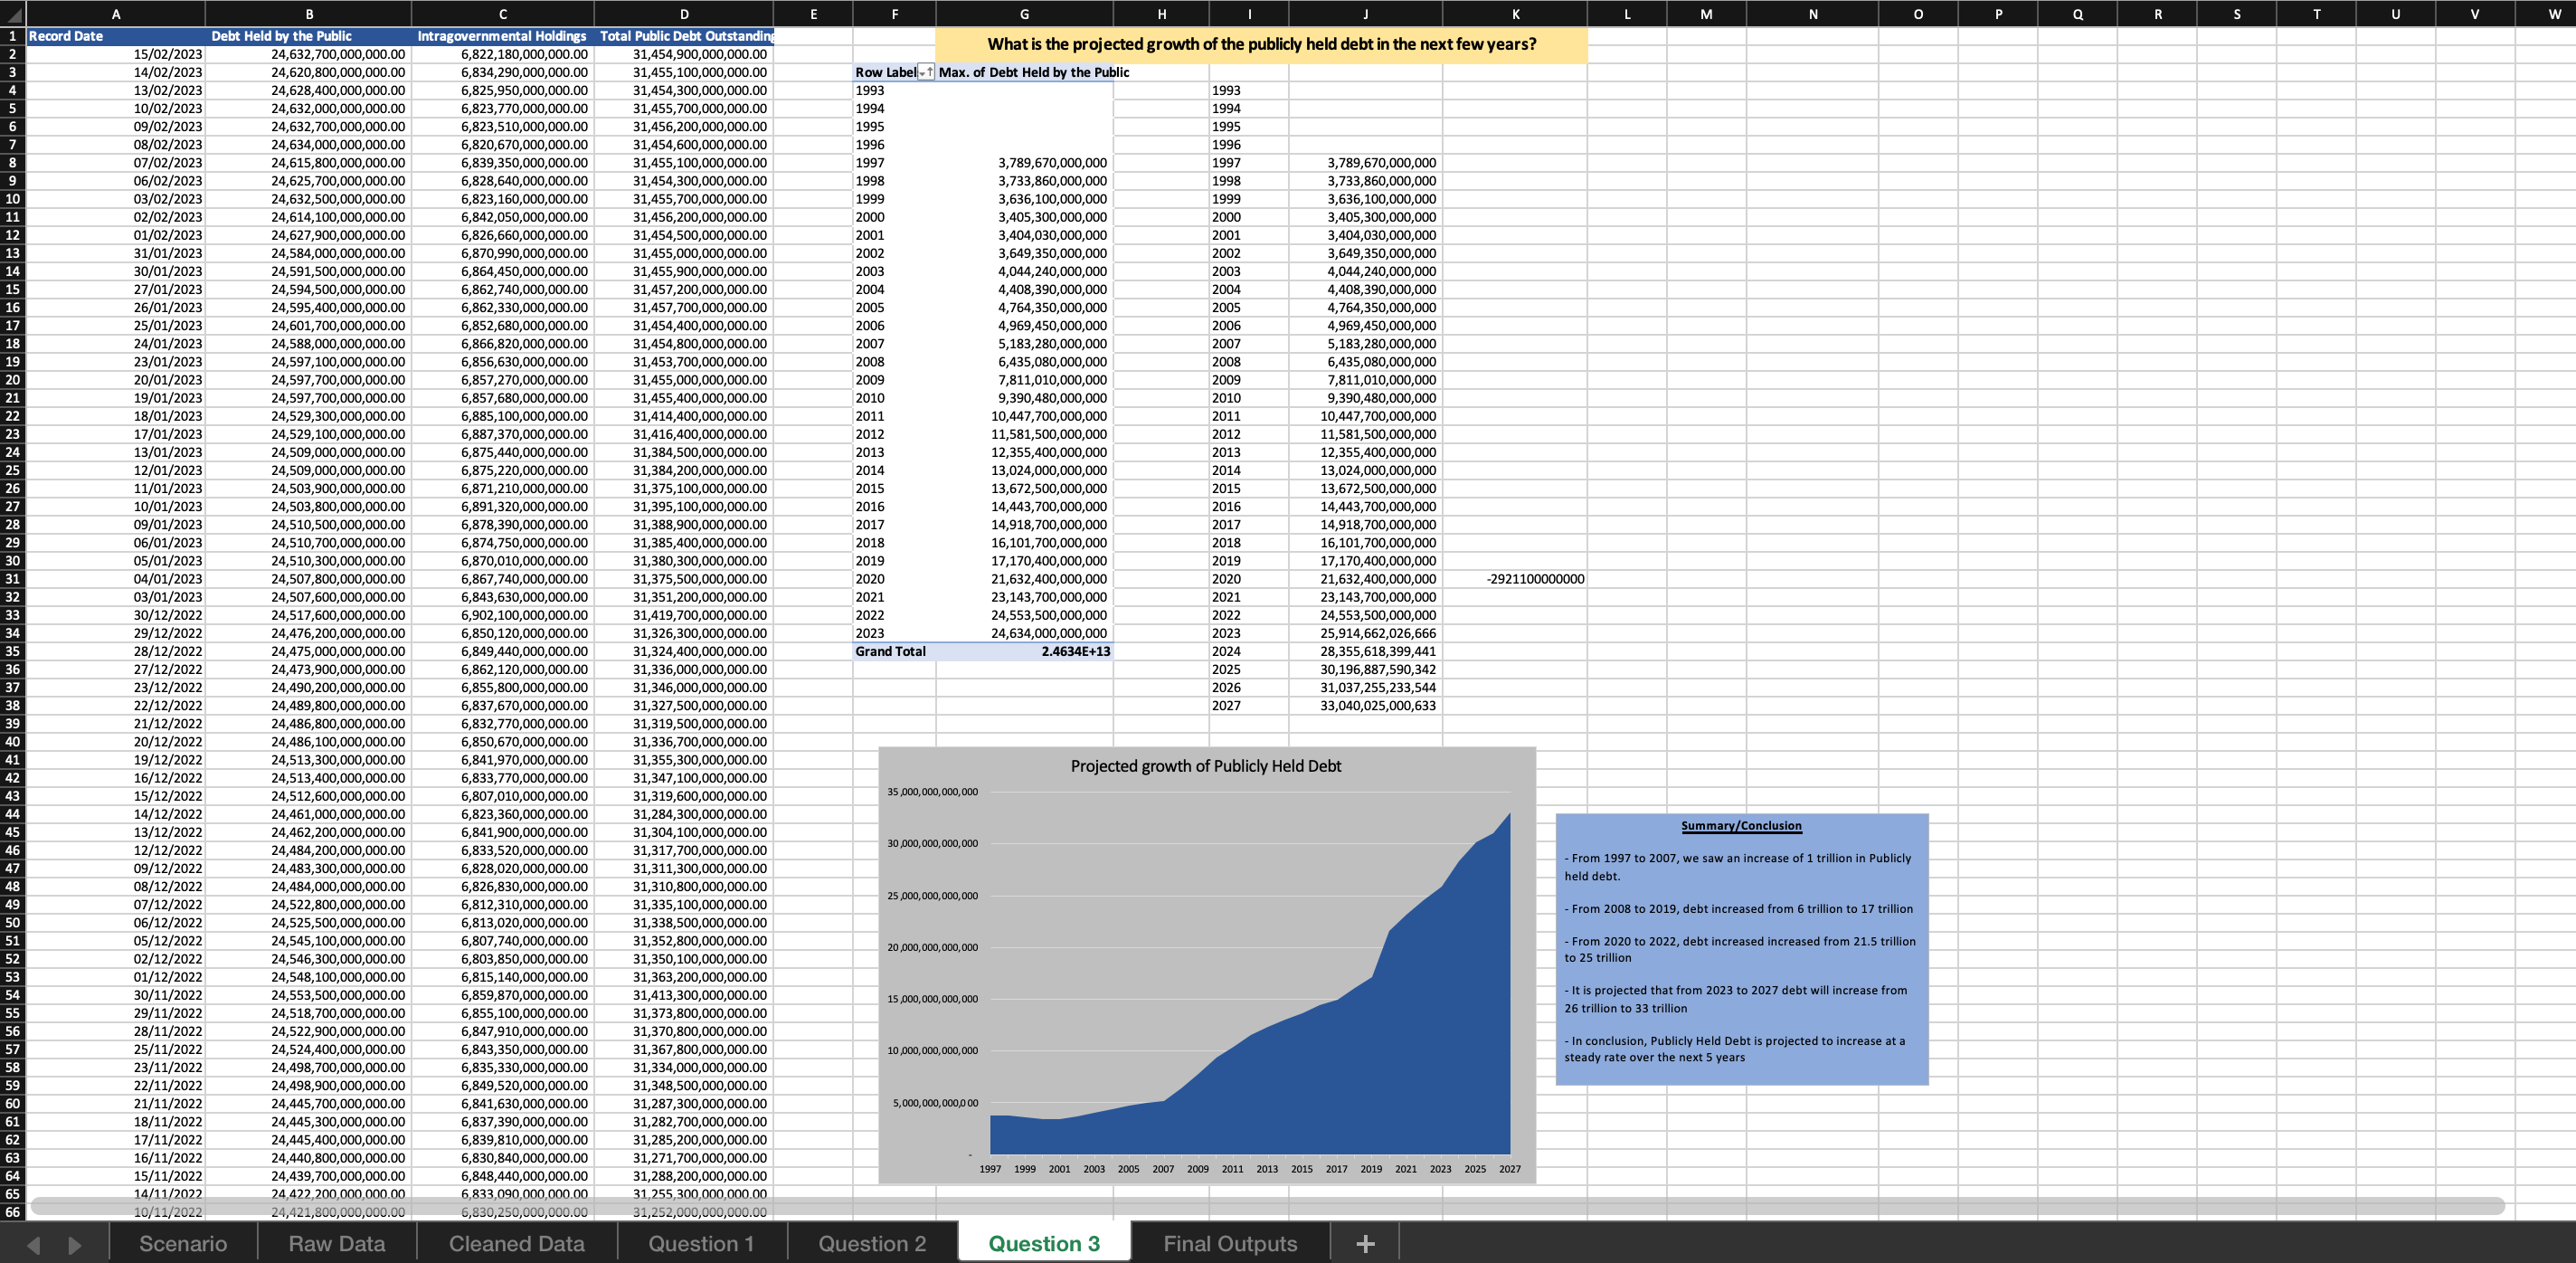 A B C D E F G H I J K L M N O P Q R S T U V W
1 Record Date Debt Held by the Public Intragovernmental Holdings Total Public Debt Outstanding
What is the projected growth of the publicly held debt in the next few years?
2 15/02/2023 24,632,700,000,000.00 6,822,180,000,000.00 31,454,900,000,000.00
3 14/02/2023 24,620,800,000,000.00 6,834,290,000,000.00 31,455,100,000,000.00 Row Label Max. of Debt Held by the Public
4 13/02/2023 24,628,400,000,000.00 6,825,950,000,000.00 31,454,300,000,000.00 1993 1993
5 10/02/2023 24,632,000,000,000.00 6,823,770,000,000.00 31,455,700,000,000.00 1994 1994
6 09/02/2023 24,632,700,000,000.00 6,823,510,000,000.00 31,456,200,000,000.00 1995 1995
7 08/02/2023 24,634,000,000,000.00 6,820,670,000,000.00 31,454,600,000,000.00 1996 1996
8 07/02/2023 24,615,800,000,000.00 6,839,350,000,000.00 31,455,100,000,000.00 1997 3,789,670,000,000 1997 3,789,670,000,000
9 06/02/2023 24,625,700,000,000.00 6,828,640,000,000.00 31,454,300,000,000.00 1998 3,733,860,000,000 1998 3,733,860,000,000
10 03/02/2023 24,632,500,000,000.00 6,823,160,000,000.00 31,455,700,000,000.00 1999 3,636,100,000,000 1999 3,636,100,000,000
11 02/02/2023 24,614,100,000,000.00 6,842,050,000,000.00 31,456,200,000,000.00 2000 3,405,300,000,000 2000 3,405,300,000,000
12 01/02/2023 24,627,900,000,000.00 6,826,660,000,000.00 31,454,500,000,000.00 2001 3,404,030,000,000 2001 3,404,030,000,000
13 31/01/2023 24,584,000,000,000.00 6,870,990,000,000.00 31,455,000,000,000.00 2002 3,649,350,000,000 2002 3,649,350,000,000
14 30/01/2023 24,591,500,000,000.00 6,864,450,000,000.00 31,455,900,000,000.00 2003 4,044,240,000,000 2003 4,044,240,000,000
15 27/01/2023 24,594,500,000,000.00 6,862,740,000,000.00 31,457,200,000,000.00 2004 4,408,390,000,000 2004 4,408,390,000,000
16 26/01/2023 24,595,400,000,000.00 6,862,330,000,000.00 31,457,700,000,000.00 2005 4,764,350,000,000 2005 4,764,350,000,000
17 25/01/2023 24,601,700,000,000.00 6,852,680,000,000.00 31,454,400,000,000.00 2006 4,969,450,000,000 2006 4,969,450,000,000
18 24/01/2023 24,588,000,000,000.00 6,866,820,000,000.00 31,454,800,000,000.00 2007 5,183,280,000,000 2007 5,183,280,000,000
19 23/01/2023 24,597,100,000,000.00 6,856,630,000,000.00 31,453,700,000,000.00 2008 6,435,080,000,000 2008 6,435,080,000,000
20 20/01/2023 24,597,700,000,000.00 6,857,270,000,000.00 31,455,000,000,000.00 2009 7,811,010,000,000 2009 7,811,010,000,000
21 19/01/2023 24,597,700,000,000.00 6,857,680,000,000.00 31,455,400,000,000.00 2010 9,390,480,000,000 2010 9,390,480,000,000
22 18/01/2023 24,529,300,000,000.00 6,885,100,000,000.00 31,414,400,000,000.00 2011 10,447,700,000,000 2011 10,447,700,000,000
23 17/01/2023 24,529,100,000,000.00 6,887,370,000,000.00 31,416,400,000,000.00 2012 11,581,500,000,000 2012 11,581,500,000,000
24 13/01/2023 24,509,000,000,000.00 6,875,440,000,000.00 31,384,500,000,000.00 2013 12,355,400,000,000 2013 12,355,400,000,000
25 12/01/2023 24,509,000,000,000.00 6,875,220,000,000.00 31,384,200,000,000.00 2014 13,024,000,000,000 2014 13,024,000,000,000
26 11/01/2023 24,503,900,000,000.00 6,871,210,000,000.00 31,375,100,000,000.00 2015 13,672,500,000,000 2015 13,672,500,000,000
27 10/01/2023 24,503,800,000,000.00 6,891,320,000,000.00 31,395,100,000,000.00 2016 14,443,700,000,000 2016 14,443,700,000,000
28 09/01/2023 24,510,500,000,000.00 6,878,390,000,000.00 31,388,900,000,000.00 2017 14,918,700,000,000 2017 14,918,700,000,000
29 06/01/2023 24,510,700,000,000.00 6,874,750,000,000.00 31,385,400,000,000.00 2018 16,101,700,000,000 2018 16,101,700,000,000
30 05/01/2023 24,510,300,000,000.00 6,870,010,000,000.00 31,380,300,000,000.00 2019 17,170,400,000,000 2019 17,170,400,000,000
31 04/01/2023 24,507,800,000,000.00 6,867,740,000,000.00 31,375,500,000,000.00 2020 21,632,400,000,000 2020 21,632,400,000,000 -2921100000000
32 03/01/2023 24,507,600,000,000.00 6,843,630,000,000.00 31,351,200,000,000.00 2021 23,143,700,000,000 2021 23,143,700,000,000
33 30/12/2022 24,517,600,000,000.00 6,902,100,000,000.00 31,419,700,000,000.00 2022 24,553,500,000,000 2022 24,553,500,000,000
34 29/12/2022 24,476,200,000,000.00 6,850,120,000,000.00 31,326,300,000,000.00 2023 24,634,000,000,000 2023 25,914,662,026,666
35 28/12/2022 24,475,000,000,000.00 6,849,440,000,000.00 31,324,400,000,000.00 Grand Total 2.4634E+13 2024 28,355,618,399,441
36 27/12/2022 24,473,900,000,000.00 6,862,120,000,000.00 31,336,000,000,000.00 2025 30,196,887,590,342
37 23/12/2022 24,490,200,000,000.00 6,855,800,000,000.00 31,346,000,000,000.00 2026 31,037,255,233,544
38 22/12/2022 24,489,800,000,000.00 6,837,670,000,000.00 31,327,500,000,000.00 2027 33,040,025,000,633
39 21/12/2022 24,486,800,000,000.00 6,832,770,000,000.00 31,319,500,000,000.00
40 20/12/2022 24,486,100,000,000.00 6,850,670,000,000.00 31,336,700,000,000.00
41 19/12/2022 24,513,300,000,000.00 6,841,970,000,000.00 31,355,300,000,000.00
42 16/12/2022 24,513,400,000,000.00 6,833,770,000,000.00 31,347,100,000,000.00
43 15/12/2022 24,512,600,000,000.00 6,807,010,000,000.00 31,319,600,000,000.00
44 14/12/2022 24,461,000,000,000.00 6,823,360,000,000.00 31,284,300,000,000.00
45 13/12/2022 24,462,200,000,000.00 6,841,900,000,000.00 31,304,100,000,000.00
46 12/12/2022 24,484,200,000,000.00 6,833,520,000,000.00 31,317,700,000,000.00
47 09/12/2022 24,483,300,000,000.00 6,828,020,000,000.00 31,311,300,000,000.00
48 08/12/2022 24,484,000,000,000.00 6,826,830,000,000.00 31,310,800,000,000.00
49 07/12/2022 24,522,800,000,000.00 6,812,310,000,000.00 31,335,100,000,000.00
50 06/12/2022 24,525,500,000,000.00 6,813,020,000,000.00 31,338,500,000,000.00
51 05/12/2022 24,545,100,000,000.00 6,807,740,000,000.00 31,352,800,000,000.00
52 02/12/2022 24,546,300,000,000.00 6,803,850,000,000.00 31,350,100,000,000.00
53 01/12/2022 24,548,100,000,000.00 6,815,140,000,000.00 31,363,200,000,000.00
54 30/11/2022 24,553,500,000,000.00 6,859,870,000,000.00 31,413,300,000,000.00
55 29/11/2022 24,518,700,000,000.00 6,855,100,000,000.00 31,373,800,000,000.00
56 28/11/2022 24,522,900,000,000.00 6,847,910,000,000.00 31,370,800,000,000.00
57 25/11/2022 24,524,400,000,000.00 6,843,350,000,000.00 31,367,800,000,000.00
58 23/11/2022 24,498,700,000,000.00 6,835,330,000,000.00 31,334,000,000,000.00
59 22/11/2022 24,498,900,000,000.00 6,849,520,000,000.00 31,348,500,000,000.00
60 21/11/2022 24,445,700,000,000.00 6,841,630,000,000.00 31,287,300,000,000.00
61 18/11/2022 24,445,300,000,000.00 6,837,390,000,000.00 31,282,700,000,000.00
62 17/11/2022 24,445,400,000,000.00 6,839,810,000,000.00 31,285,200,000,000.00
63 16/11/2022 24,440,800,000,000.00 6,830,840,000,000.00 31,271,700,000,000.00
64 15/11/2022 24,439,700,000,000.00 6,848,440,000,000.00 31,288,200,000,000.00
65 14/11/2022 24,422,200,000,000.00 6,833,090,000,000.00 31,255,300,000,000.00
66 10/11/2022 24,421,800,000,000.00 6,830,250,000,000.00 31,252,000,000,000.00
Projected growth of Publicly Held Debt
35,000,000,000,000
30,000,000,000,000
25,000,000,000,000
20,000,000,000,000
15,000,000,000,000
10,000,000,000,000
5,000,000,000,000
-
1997 1999 2001 2003 2005 2007 2009 2011 2013 2015 2017 2019 2021 2023 2025 2027
Summary/Conclusion
- From 1997 to 2007, we saw an increase of 1 trillion in Publicly
held debt.
- From 2008 to 2019, debt increased from 6 trillion to 17 trillion
- From 2020 to 2022, debt increased increased from 21.5 trillion
to 25 trillion
- It is projected that from 2023 to 2027 debt will increase from
26 trillion to 33 trillion
- In conclusion, Publicly Held Debt is projected to increase at a
steady rate over the next 5 years
Scenario Raw Data Cleaned Data Question 1 Question 2 Question 3 Final Outputs +